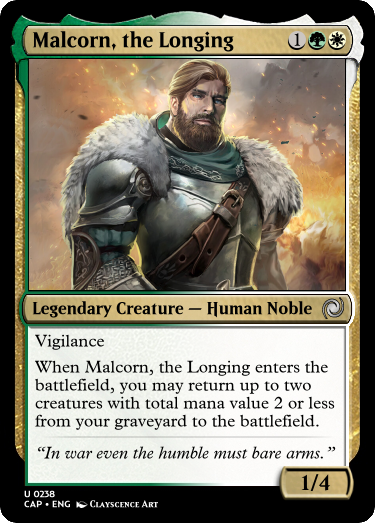 Malcorn, the Longing 1
Legendary Creature — Human Noble
Vigilance
When Malcorn, the Longing enters the
battlefield, you may return up to two
creatures with total mana value 2 or less
from your graveyard to the battlefield.
“In war even the humble must bare arms.”
1/4
U 0238
CAP • ENG Clayscience Art